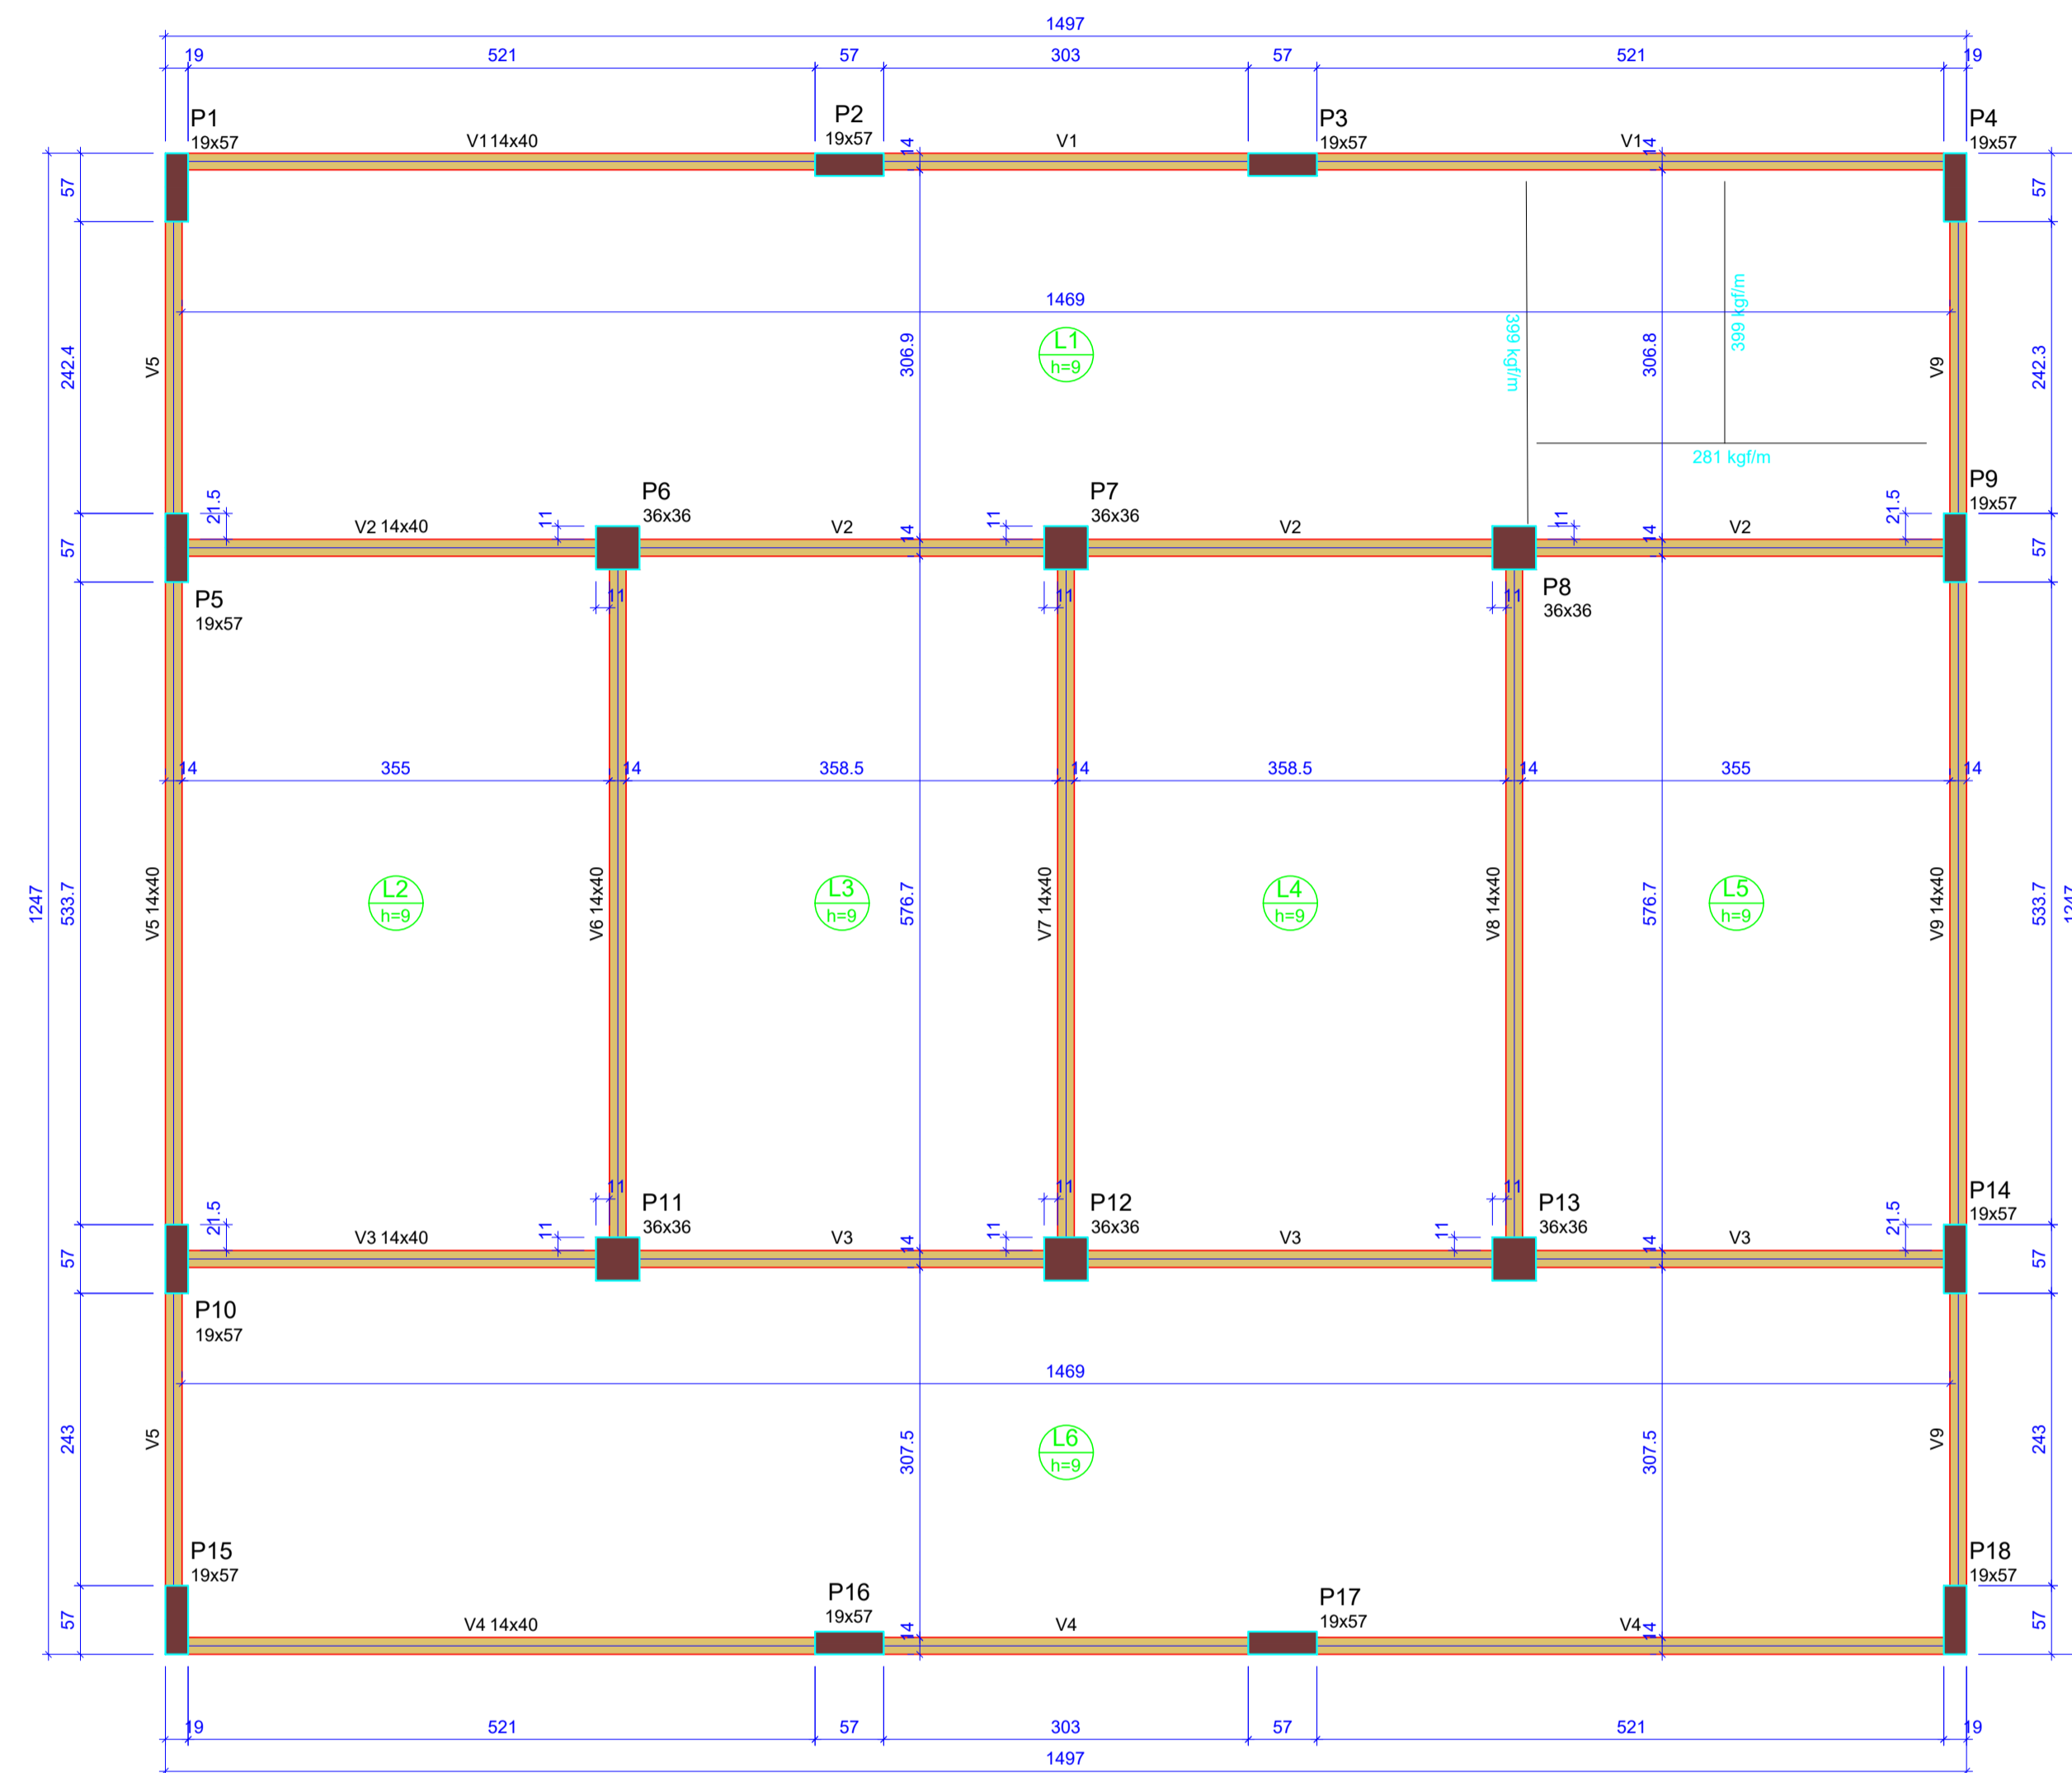 1497
19 521 57 303 57 521 19
P1
19x57
P2
19x57
P3
19x57
P4
19x57
V114x40
V1
V1
14
14
57
57
1469
399 kgf/m
399 kgf/m
281 kgf/m
L1
h=9
306.9
306.8
V5
V9
242.4
242.3
P6
36x36
P7
36x36
P9
19x57
21.5
11
11
11
21.5
V2 14x40
V2
V2
V2
14
14
57
57
P5
19x57
11
11
11
P8
36x36
14 355 14 358.5 14 358.5 14 355 14
1247
533.7
V5 14x40
L2
h=9
V6 14x40
L3
h=9
576.7
V7 14x40
L4
h=9
V8 14x40
576.7
L5
h=9
V9 14x40
533.7
1247
11
11
11
P11
36x36
P12
36x36
P13
36x36
P14
19x57
21.5
11
11
11
21.5
V3 14x40
V3
V3
V3
14
14
57
57
P10
19x57
1469
243
V5
307.5
L6
h=9
307.5
V9
243
P15
19x57
P16
19x57
P17
19x57
P18
19x57
57
V4 14x40
14
V4
V4
14
57
19 521 57 303 57 521 19
1497